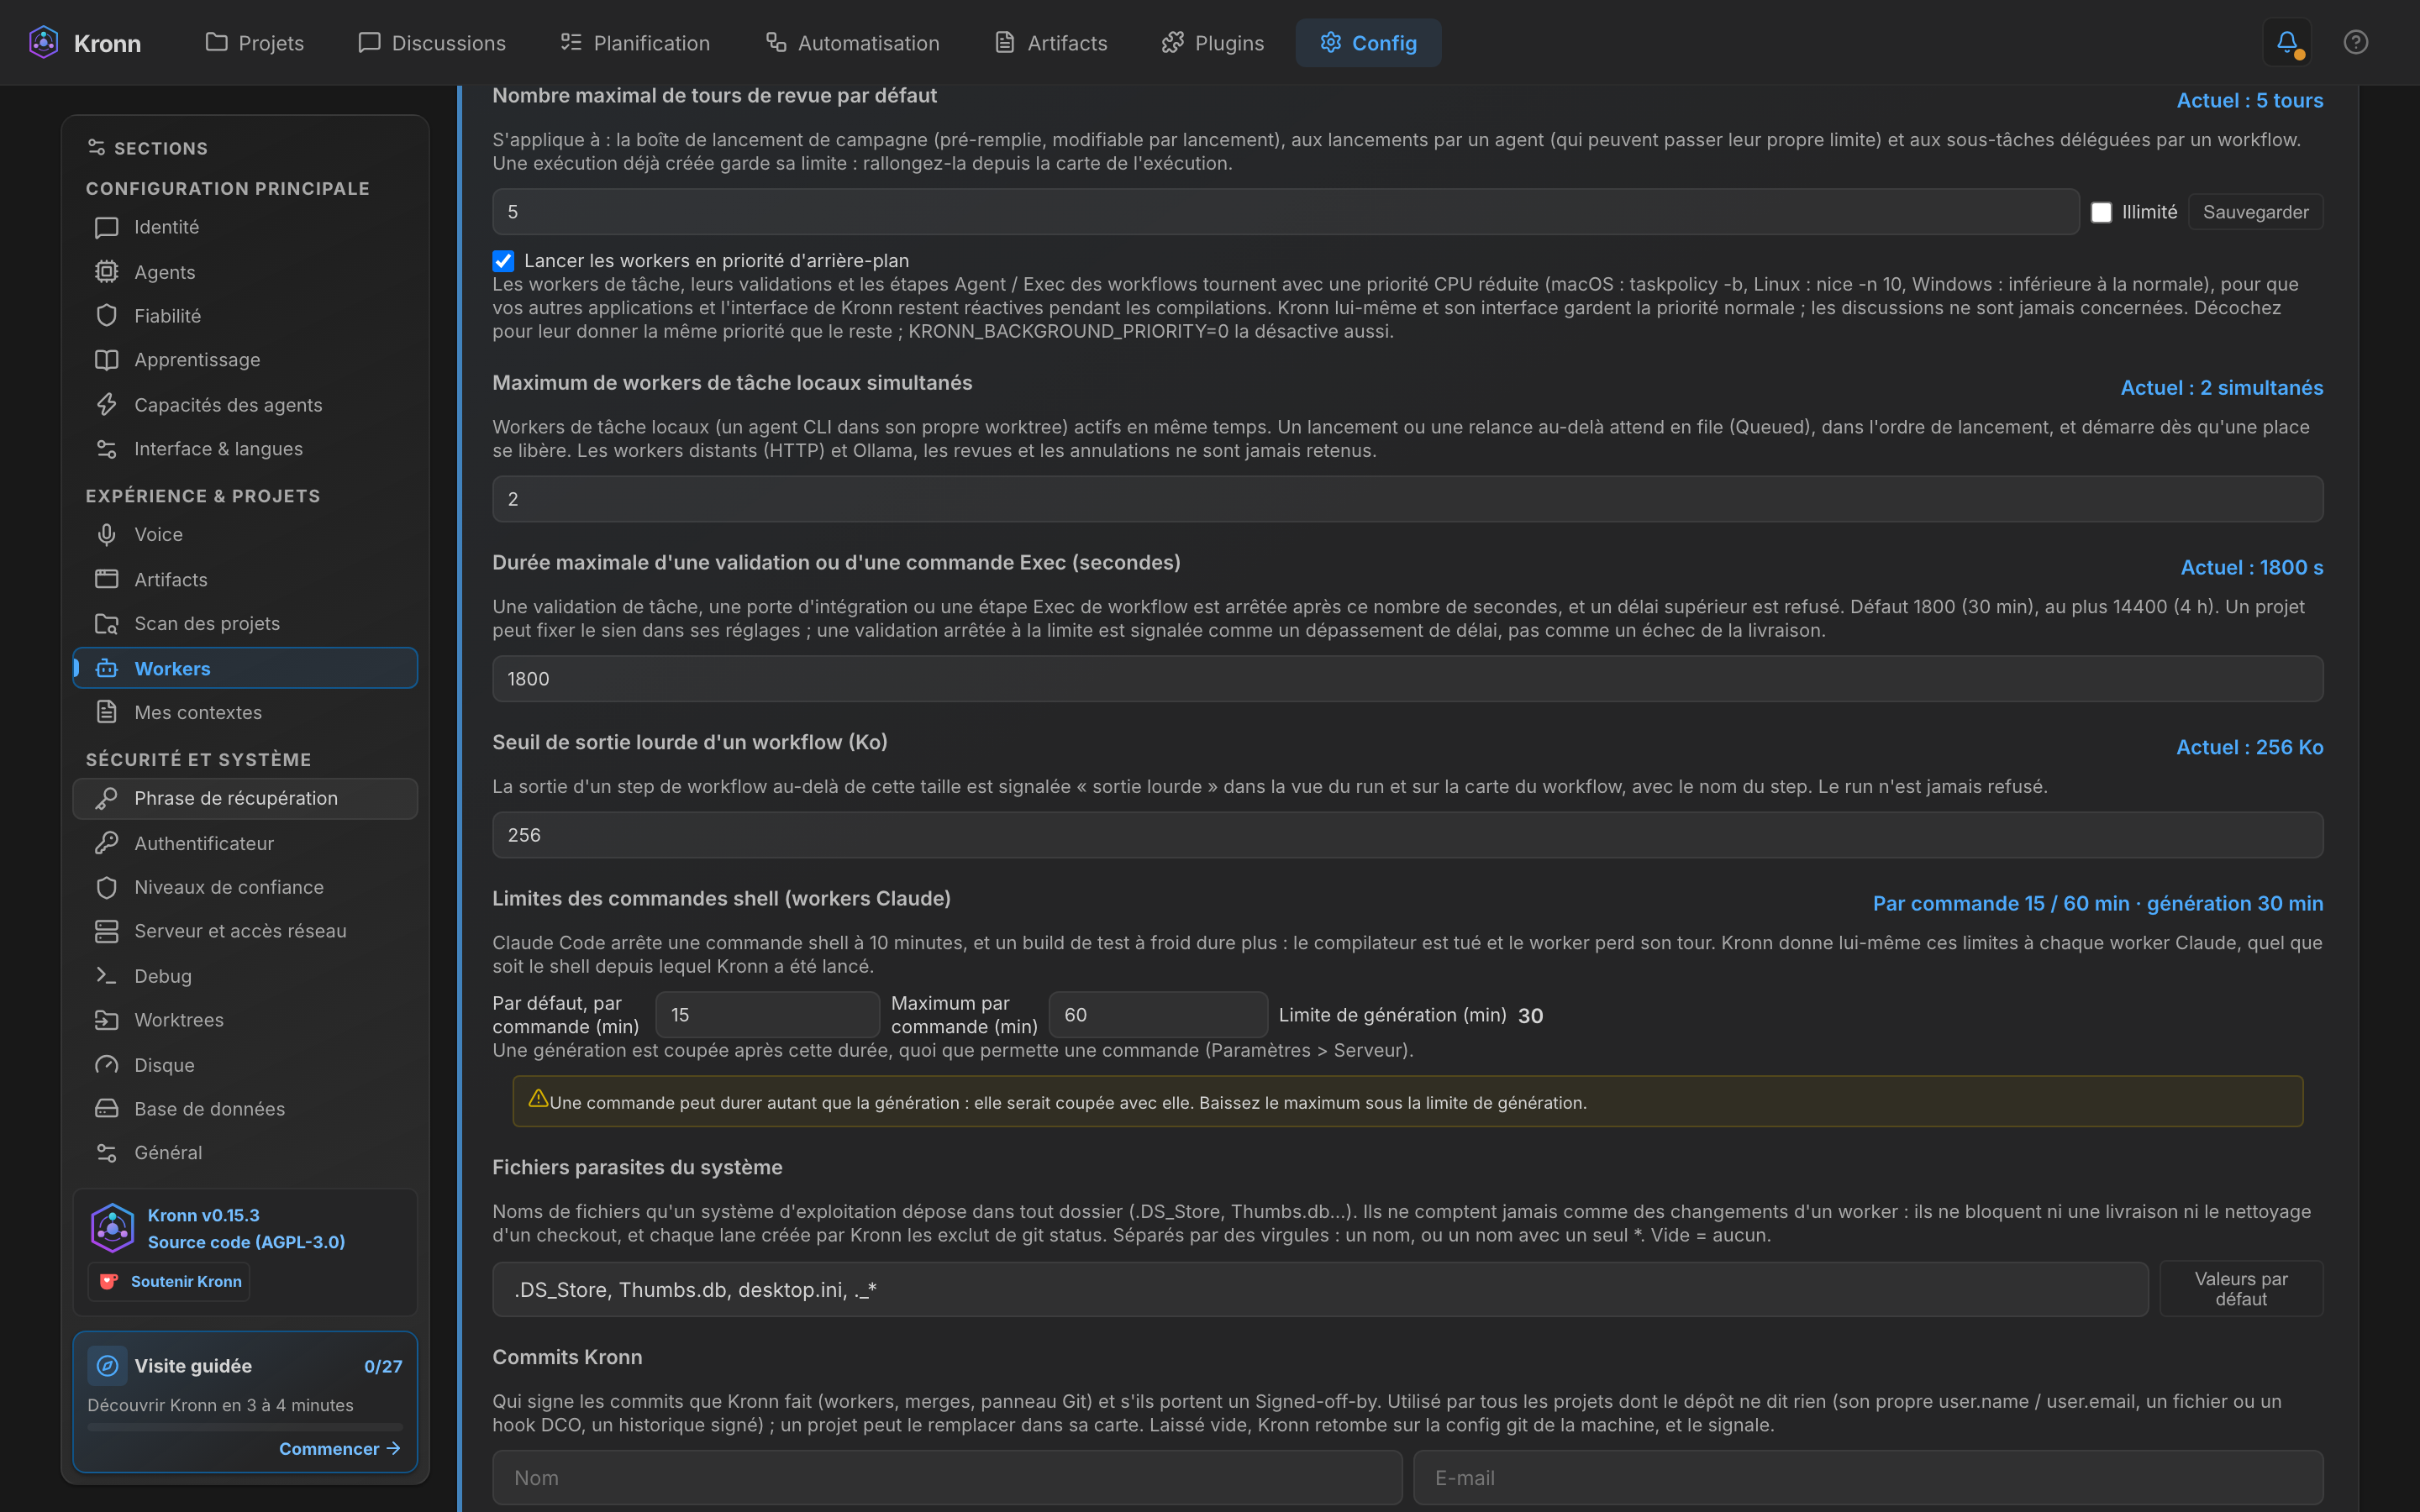 Kronn
Projets
Discussions
Planification
Automatisation
Artifacts
Plugins
Config
SECTIONS
CONFIGURATION PRINCIPALE
Identité
Agents
Fiabilité
Apprentissage
Capacités des agents
Interface & langues
EXPÉRIENCE & PROJETS
Voice
Artifacts
Scan des projets
Workers
Mes contextes
SÉCURITÉ ET SYSTÈME
Phrase de récupération
Authentificateur
Niveaux de confiance
Serveur et accès réseau
Debug
Worktrees
Disque
Base de données
Général
Kronn v0.15.3
Source code (AGPL-3.0)
Soutenir Kronn
Visite guidée
0/27
Découvrir Kronn en 3 à 4 minutes
Commencer →
Nombre maximal de tours de revue par défaut
Actuel : 5 tours
S'applique à : la boîte de lancement de campagne (pré-remplie, modifiable par lancement), aux lancements par un agent (qui peuvent passer leur propre limite) et aux sous-tâches déléguées par un workflow.
Une exécution déjà créée garde sa limite : rallongez-la depuis la carte de l'exécution.
5
Illimité
Sauvegarder
Lancer les workers en priorité d'arrière-plan
Les workers de tâche, leurs validations et les étapes Agent / Exec des workflows tournent avec une priorité CPU réduite (macOS : taskpolicy -b, Linux : nice -n 10, Windows : inférieure à la normale), pour que
vos autres applications et l'interface de Kronn restent réactives pendant les compilations. Kronn lui-même et son interface gardent la priorité normale ; les discussions ne sont jamais concernées. Décochez
pour leur donner la même priorité que le reste ; KRONN_BACKGROUND_PRIORITY=0 la désactive aussi.
Maximum de workers de tâche locaux simultanés
Actuel : 2 simultanés
Workers de tâche locaux (un agent CLI dans son propre worktree) actifs en même temps. Un lancement ou une relance au-delà attend en file (Queued), dans l'ordre de lancement, et démarre dès qu'une place
se libère. Les workers distants (HTTP) et Ollama, les revues et les annulations ne sont jamais retenus.
2
Durée maximale d'une validation ou d'une commande Exec (secondes)
Actuel : 1800 s
Une validation de tâche, une porte d'intégration ou une étape Exec de workflow est arrêtée après ce nombre de secondes, et un délai supérieur est refusé. Défaut 1800 (30 min), au plus 14400 (4 h). Un projet
peut fixer le sien dans ses réglages ; une validation arrêtée à la limite est signalée comme un dépassement de délai, pas comme un échec de la livraison.
1800
Seuil de sortie lourde d'un workflow (Ko)
Actuel : 256 Ko
La sortie d'un step de workflow au-delà de cette taille est signalée « sortie lourde » dans la vue du run et sur la carte du workflow, avec le nom du step. Le run n'est jamais refusé.
256
Limites des commandes shell (workers Claude)
Par commande 15 / 60 min · génération 30 min
Claude Code arrête une commande shell à 10 minutes, et un build de test à froid dure plus : le compilateur est tué et le worker perd son tour. Kronn donne lui-même ces limites à chaque worker Claude, quel que
soit le shell depuis lequel Kronn a été lancé.
Par défaut, par
commande (min)
15
Maximum par
commande (min)
60
Limite de génération (min) 30
Une génération est coupée après cette durée, quoi que permette une commande (Paramètres > Serveur).
Une commande peut durer autant que la génération : elle serait coupée avec elle. Baissez le maximum sous la limite de génération.
Fichiers parasites du système
Noms de fichiers qu'un système d'exploitation dépose dans tout dossier (.DS_Store, Thumbs.db...). Ils ne comptent jamais comme des changements d'un worker : ils ne bloquent ni une livraison ni le nettoyage
d'un checkout, et chaque lane créée par Kronn les exclut de git status. Séparés par des virgules : un nom, ou un nom avec un seul *. Vide = aucun.
.DS_Store, Thumbs.db, desktop.ini, ._*
Valeurs par
défaut
Commits Kronn
Qui signe les commits que Kronn fait (workers, merges, panneau Git) et s'ils portent un Signed-off-by. Utilisé par tous les projets dont le dépôt ne dit rien (son propre user.name / user.email, un fichier ou un
hook DCO, un historique signé) ; un projet peut le remplacer dans sa carte. Laissé vide, Kronn retombe sur la config git de la machine, et le signale.
Nom
E-mail